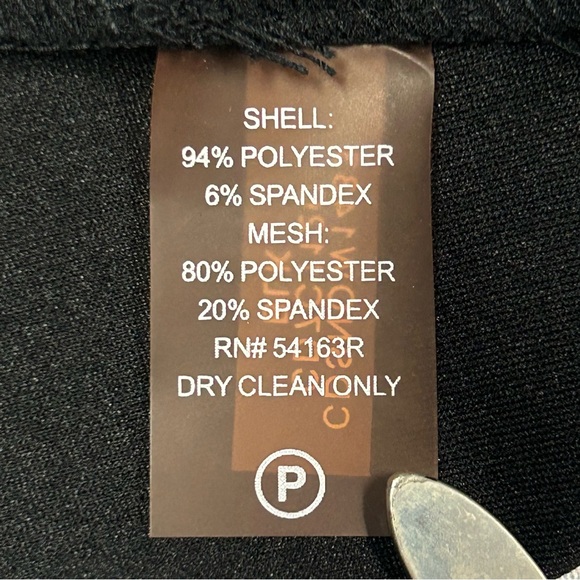 SHELL:
94% POLYESTER
6% SPANDEX
MESH:
80% POLYESTER
20% SPANDEX
RN# 54163R
DRY CLEAN ONLY
P